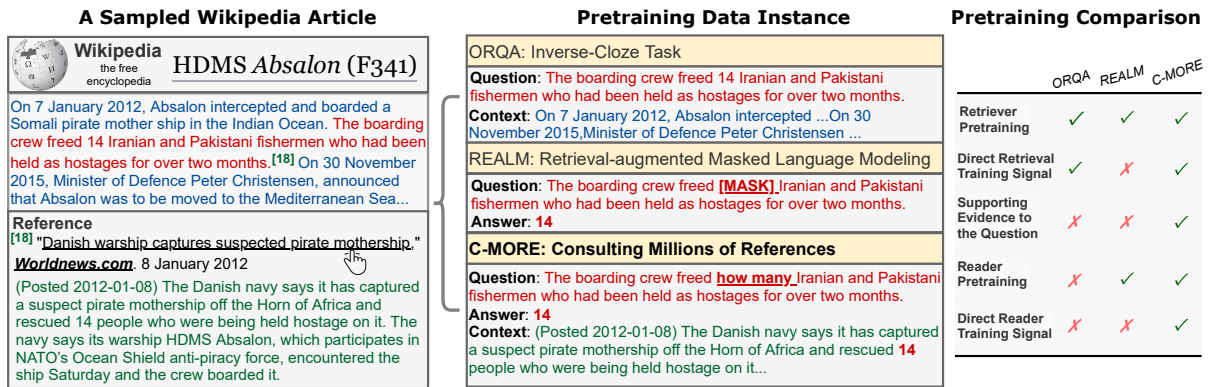 A Sampled Wikipedia Article
Wikipedia
the free
encyclopedia
HDMS Absalon (F341)
On 7 January 2012, Absalon intercepted and boarded a
Somali pirate mother ship in the Indian Ocean. The boarding
crew freed 14 Iranian and Pakistani fishermen who had been
held as hostages for over two months.[18] On 30 November
2015, Minister of Defence Peter Christensen, announced
that Absalon was to be moved to the Mediterranean Sea...
Reference
[18] "Danish warship captures suspected pirate mothership,"
Worldnews.com. 8 January 2012
(Posted 2012-01-08) The Danish navy says it has captured
a suspect pirate mothership off the Horn of Africa and
rescued 14 people who were being held hostage on it. The
navy says its warship HDMS Absalon, which participates in
NATO's Ocean Shield anti-piracy force, encountered the
ship Saturday and the crew boarded it.
Pretraining Data Instance
ORQA: Inverse-Cloze Task
Question: The boarding crew freed 14 Iranian and Pakistani
fishermen who had been held as hostages for over two months.
Context: On 7 January 2012, Absalon intercepted ...On 30
November 2015,Minister of Defence Peter Christensen ...
REALM: Retrieval-augmented Masked Language Modeling
Question: The boarding crew freed [MASK] Iranian and Pakistani
fishermen who had been held as hostages for over two months.
Answer: 14
C-MORE: Consulting Millions of References
Question: The boarding crew freed how many Iranian and Pakistani
fishermen who had been held as hostages for over two months.
Answer: 14
Context: (Posted 2012-01-08) The Danish navy says it has captured
a suspect pirate mothership off the Horn of Africa and rescued 14
people who were being held hostage on it...
Pretraining Comparison
ORQA REALM C-MORE
Retriever
Pretraining ✓ ✓ ✓
Direct Retrieval
Training Signal ✓ ✗ ✓
Supporting
Evidence to
the Question ✗ ✗ ✓
Reader
Pretraining ✗ ✓ ✓
Direct Reader
Training Signal ✗ ✗ ✓